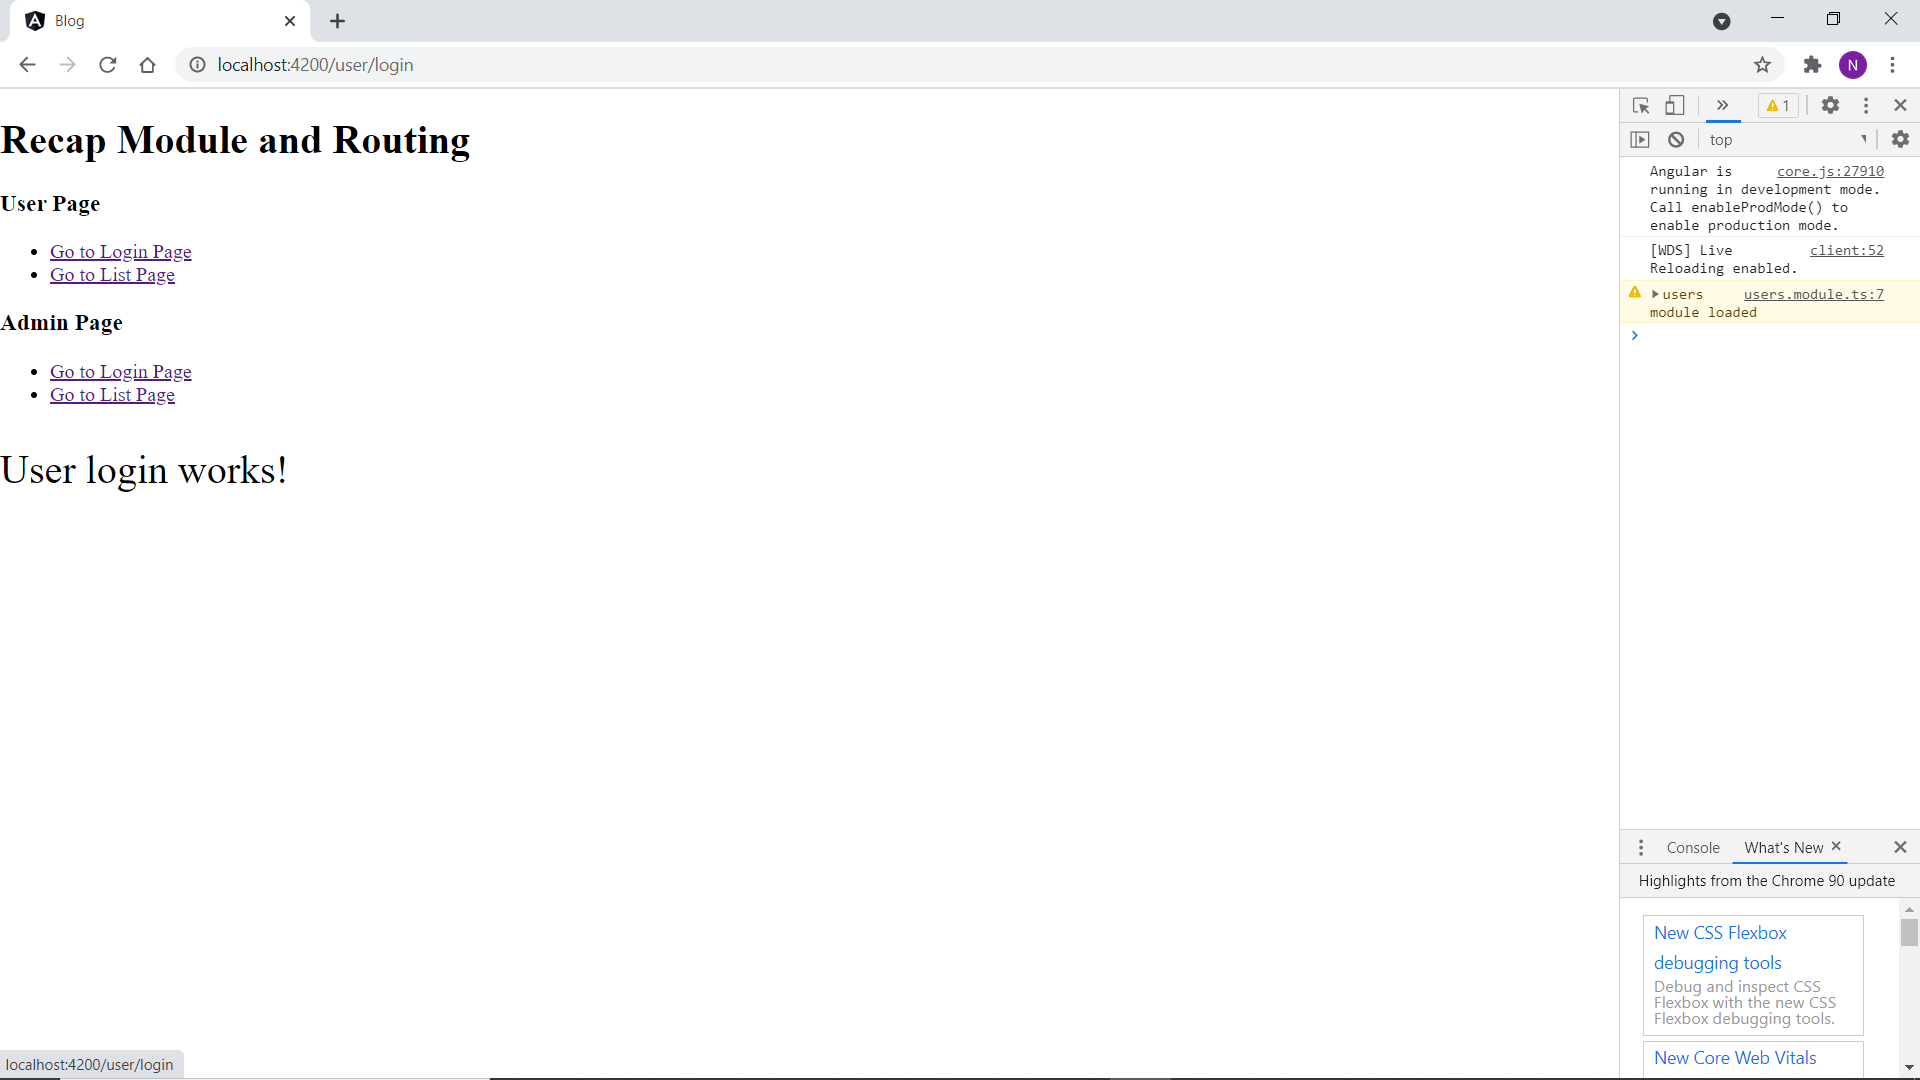 Blog
localhost:4200/user/login
N
Recap Module and Routing
User Page
Go to Login Page
Go to List Page
Admin Page
Go to Login Page
Go to List Page
User login works!
localhost:4200/user/login
1
top
Angular is core.js:27910
running in development mode.
Call enableProdMode() to
enable production mode.
[WDS] Live client:52
Reloading enabled.
users users.module.ts:7
module loaded
Console What's New
Highlights from the Chrome 90 update
New CSS Flexbox
debugging tools
Debug and inspect CSS
Flexbox with the new CSS
Flexbox debugging tools.
New Core Web Vitals